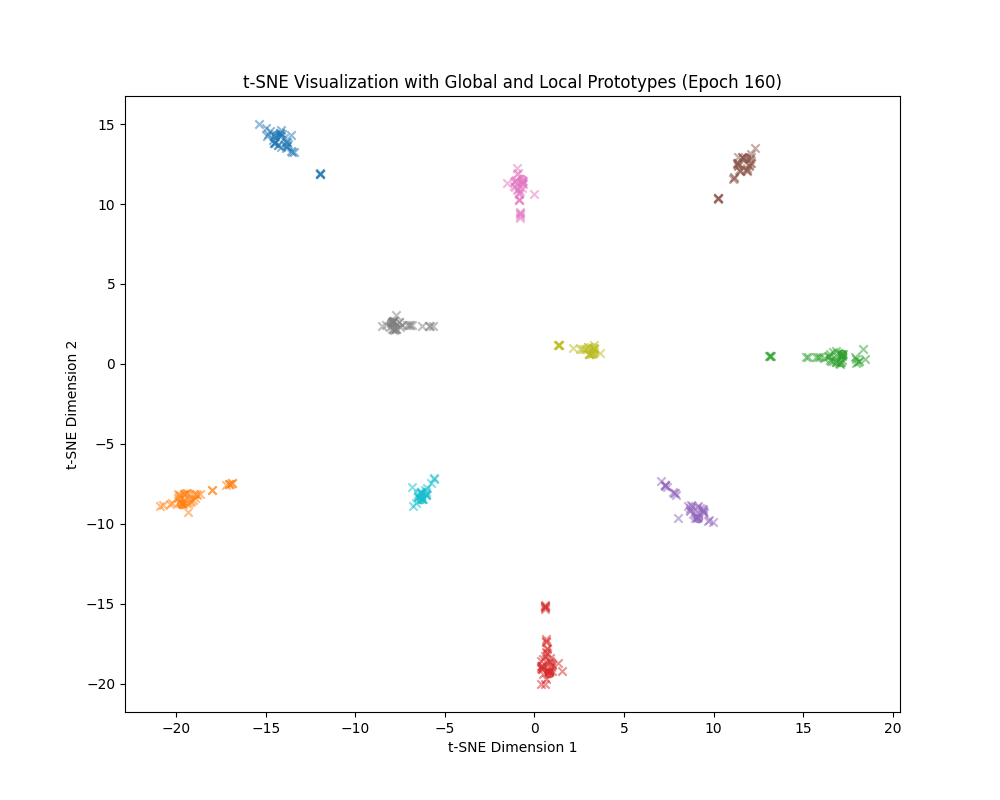 t-SNE Visualization with Global and Local Prototypes (Epoch 160)
15
10
5
0
−5
−10
−15
−20
t-SNE Dimension 2
−20 −15 −10 −5 0 5 10 15 20
t-SNE Dimension 1